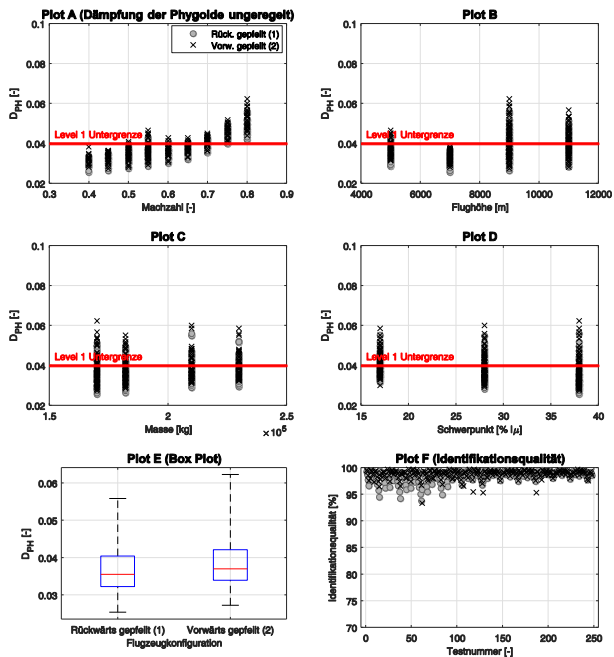 Plot A (Dämpfung der Phygoide ungeregelt)
D_PH [-]
0.1
0.08
0.06
0.04
0.02
Rück. gepfeilt (1)
Vorw. gepfeilt (2)
Level 1 Untergrenze
0.3 0.4 0.5 0.6 0.7 0.8 0.9
Machzahl [-]
Plot B
D_PH [-]
0.1
0.08
0.06
0.04
0.02
Level 1 Untergrenze
4000 6000 8000 10000 12000
Flughöhe [m]
Plot C
D_PH [-]
0.1
0.08
0.06
0.04
0.02
Level 1 Untergrenze
1.5 2 2.5
Masse [kg]
×10^5
Plot D
D_PH [-]
0.1
0.08
0.06
0.04
0.02
Level 1 Untergrenze
15 20 25 30 35 40
Schwerpunkt [% lμ]
Plot E (Box Plot)
D_PH [-]
0.06
0.05
0.04
0.03
Rückwärts gepfeilt (1) Vorwärts gepfeilt (2)
Flugzeugkonfiguration
Plot F (Identifikationsqualität)
Identifikationsqualität [%]
100
95
90
85
80
75
70
0 50 100 150 200 250
Testnummer [-]